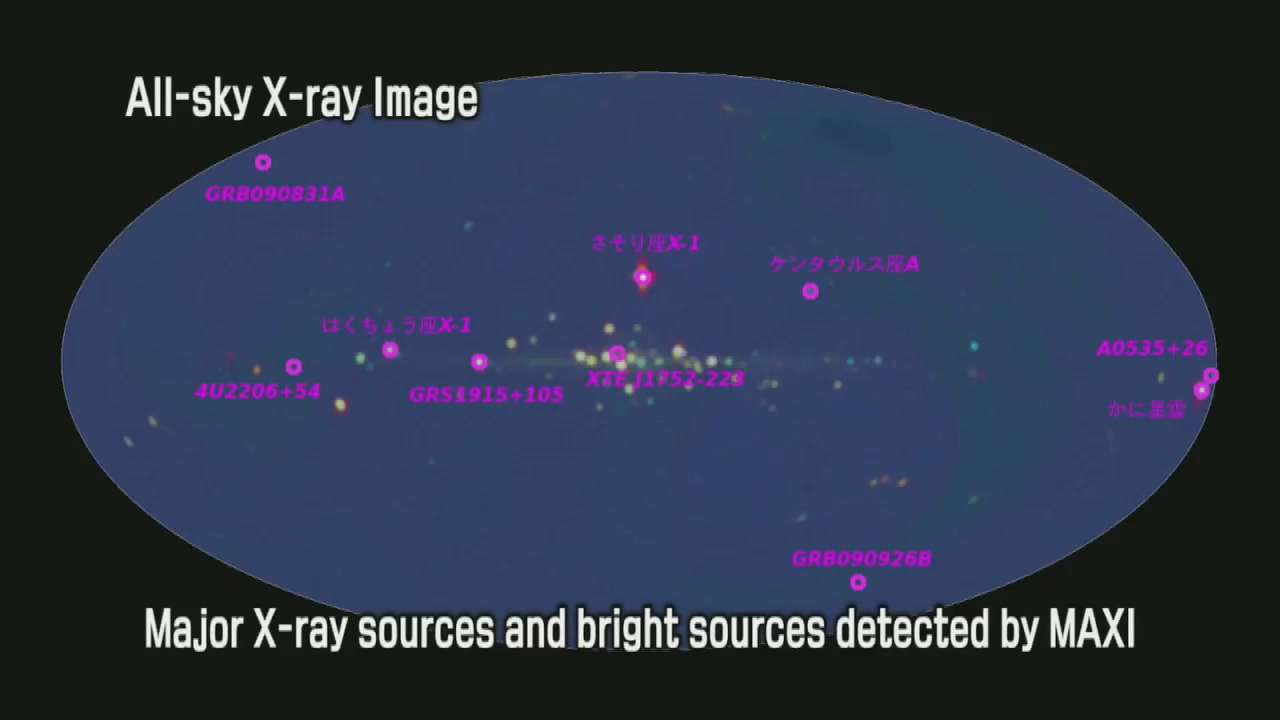 All-sky X-ray Image
GRB090831A
さそり座X-1
ケンタウルス座A
はくちょう座X-1
A0535+26
4U2206+54
GRS1915+105
XTE J1752-223
かに星雲
GRB090926B
Major X-ray sources and bright sources detected by MAXI